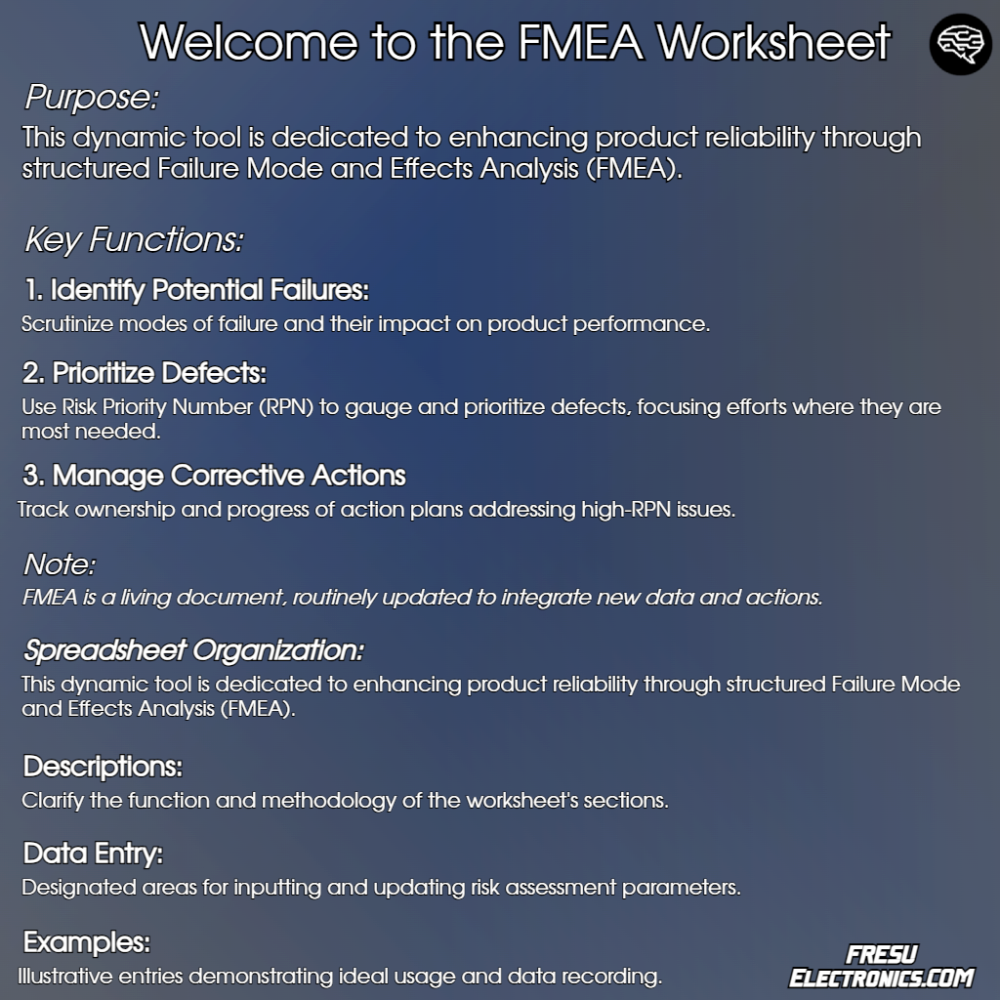 Welcome to the FMEA Worksheet
Purpose:
This dynamic tool is dedicated to enhancing product reliability through
structured Failure Mode and Effects Analysis (FMEA).
Key Functions:
1. Identify Potential Failures:
Scrutinize modes of failure and their impact on product performance.
2. Prioritize Defects:
Use Risk Priority Number (RPN) to gauge and prioritize defects, focusing efforts where they are
most needed.
3. Manage Corrective Actions
Track ownership and progress of action plans addressing high-RPN issues.
Note:
FMEA is a living document, routinely updated to integrate new data and actions.
Spreadsheet Organization:
This dynamic tool is dedicated to enhancing product reliability through structured Failure Mode
and Effects Analysis (FMEA).
Descriptions:
Clarify the function and methodology of the worksheet's sections.
Data Entry:
Designated areas for inputting and updating risk assessment parameters.
Examples:
Illustrative entries demonstrating ideal usage and data recording.
FRESU
ELECTRONICS.COM